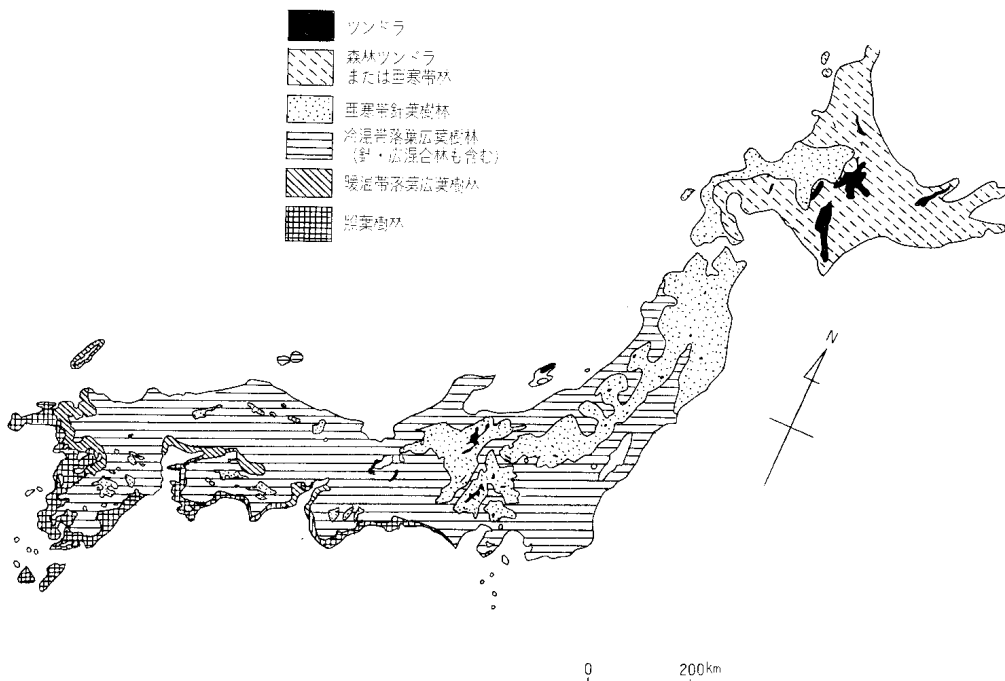 ツンドラ
森林ツンドラ
または亜寒帯林
亜寒帯針葉樹林
冷温帯落葉広葉樹林
(針・広混合林も含む)
暖温帯落葉広葉樹林
照葉樹林
N
0 200km